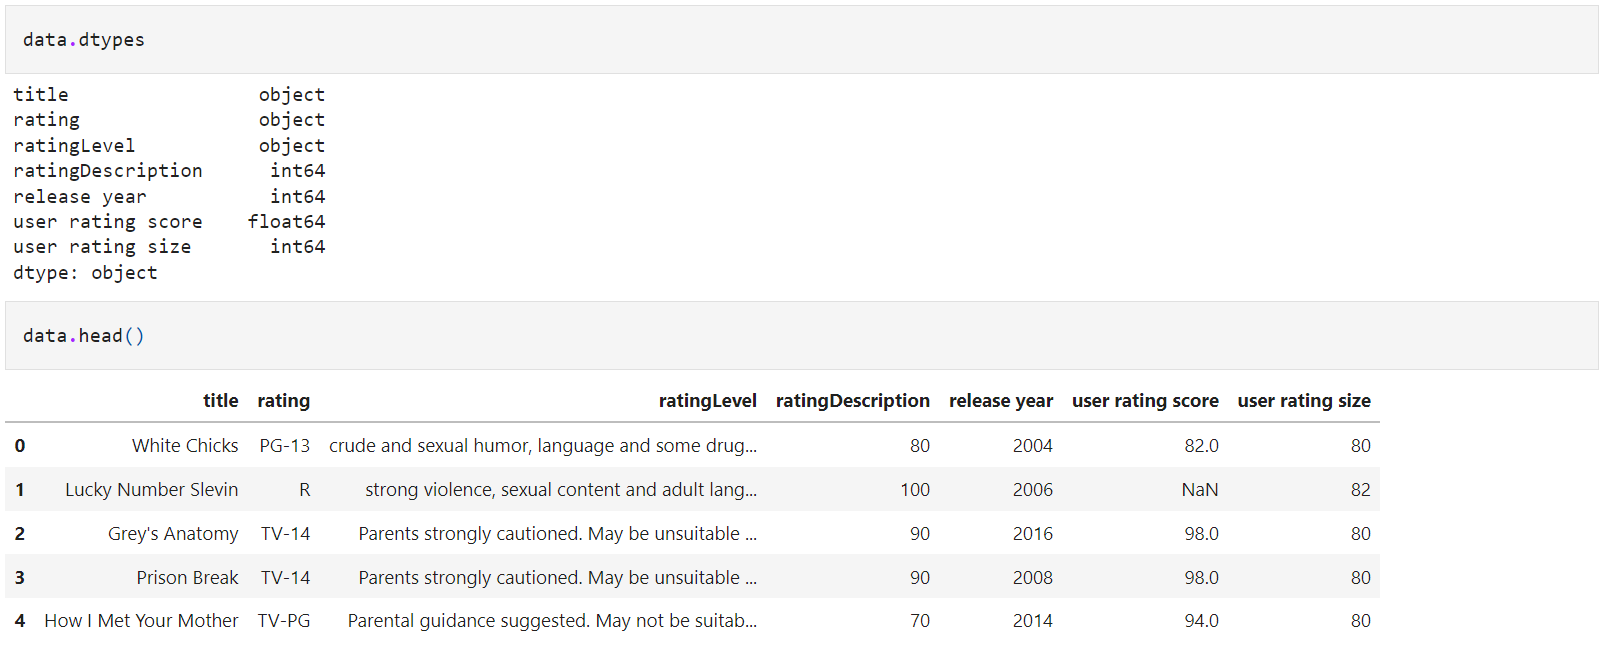 data.dtypes
title object
rating object
ratingLevel object
ratingDescription int64
release year int64
user rating score float64
user rating size int64
dtype: object
data.head()
title rating ratingLevel ratingDescription release year user rating score user rating size
0 White Chicks PG-13 crude and sexual humor, language and some drug... 80 2004 82.0 80
1 Lucky Number Slevin R strong violence, sexual content and adult lang... 100 2006 NaN 82
2 Grey's Anatomy TV-14 Parents strongly cautioned. May be unsuitable ... 90 2016 98.0 80
3 Prison Break TV-14 Parents strongly cautioned. May be unsuitable ... 90 2008 98.0 80
4 How I Met Your Mother TV-PG Parental guidance suggested. May not be suitab... 70 2014 94.0 80